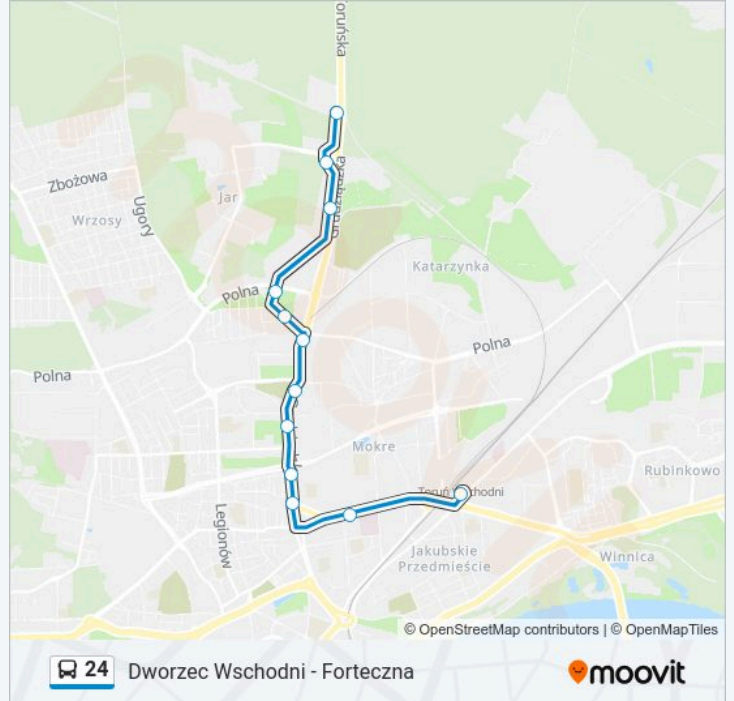 Toruńska
Zbożowa
Grudziądzka
Ugory
Jar
Wrzosy
Katarzynka
Polna
Polna
Polna
Mokre
Toruń Wschodni
Rubinkowo
Legionów
Jakubskie
Przedmieście
Winnica
© OpenStreetMap contributors | © OpenMapTiles
24 Dworzec Wschodni - Forteczna
moovit